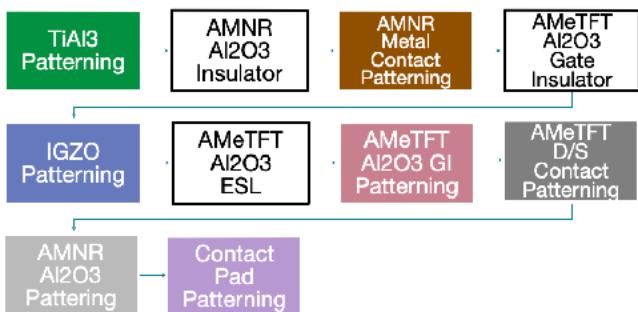 TiAl3
Patterning
AMNR
Al2O3
Insulator
AMNR
Metal
Contact
Patterning
AMeTFT
Al2O3
Gate
Insulator
IGZO
Patterning
AMeTFT
Al2O3
ESL
AMeTFT
Al2O3 GI
Patterning
AMeTFT
D/S
Contact
Patterning
AMNR
Al2O3
Pattering
Contact
Pad
Patterning